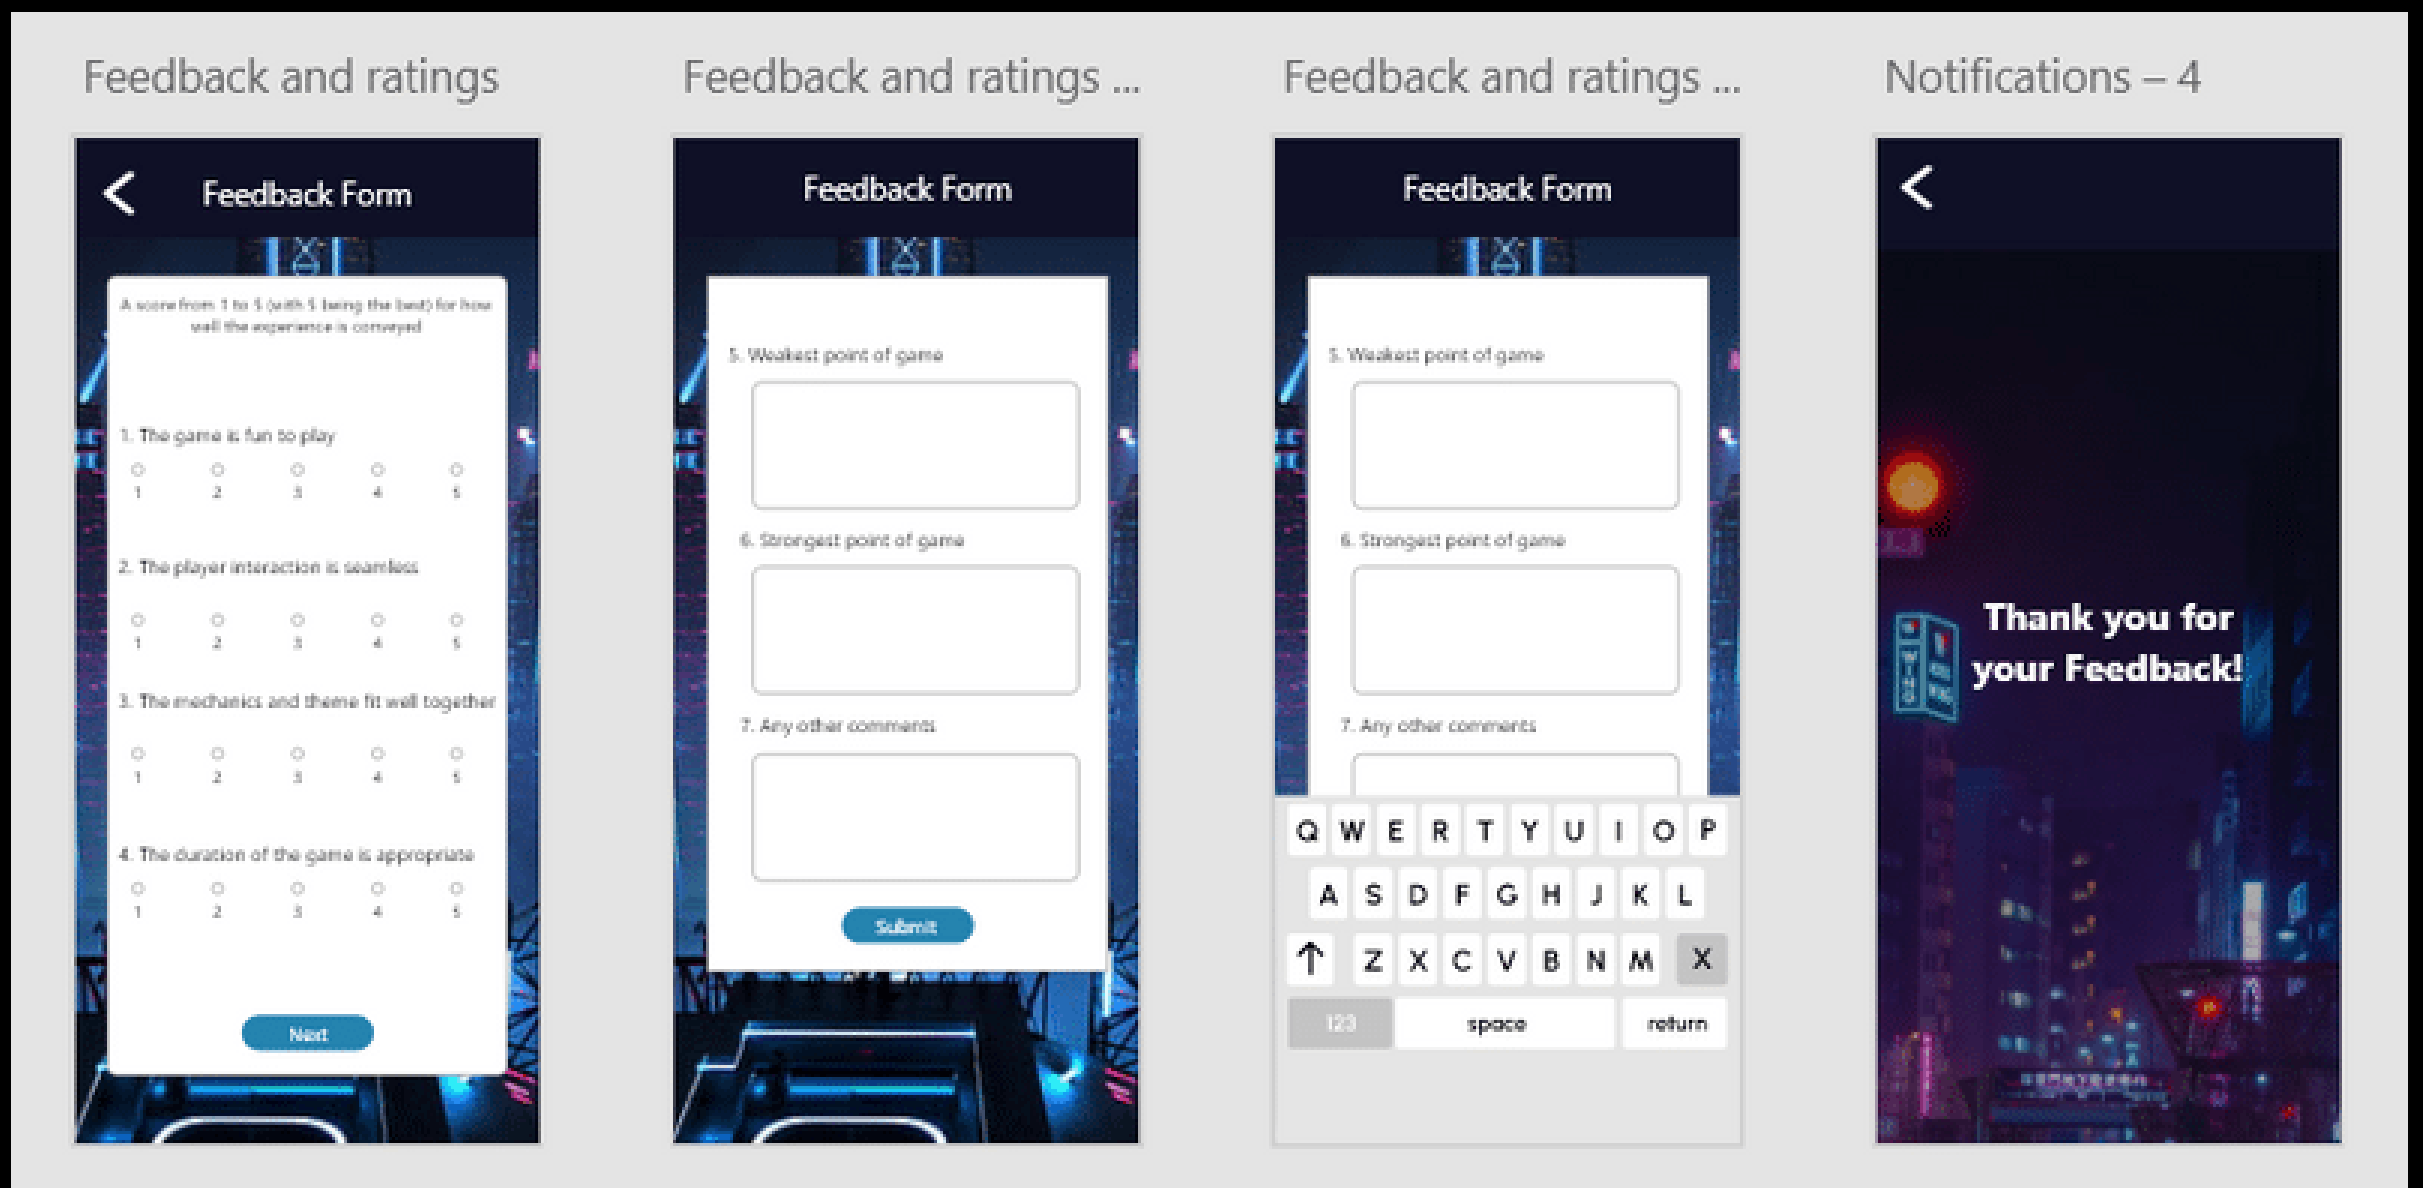 Feedback and ratings
Feedback Form
A score from 1 to 5 (with 5 being the best) for how
well the experience is conveyed
1. The game is fun to play
1 2 3 4 5
2. The player interaction is seamless
1 2 3 4 5
3. The mechanics and theme fit well together
1 2 3 4 5
4. The duration of the game is appropriate
1 2 3 4 5
Next
Feedback and ratings ...
Feedback Form
5. Weakest point of game
6. Strongest point of game
7. Any other comments
Submit
Feedback and ratings ...
Feedback Form
5. Weakest point of game
6. Strongest point of game
7. Any other comments
Q W E R T Y U I O P
A S D F G H J K L
Z X C V B N M X
123 space return
Notifications – 4
Thank you for
your Feedback!